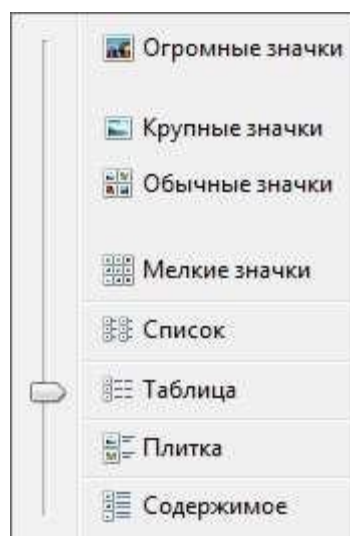 Огромные значки
Крупные значки
Обычные значки
Мелкие значки
Список
Таблица
Плитка
Содержимое